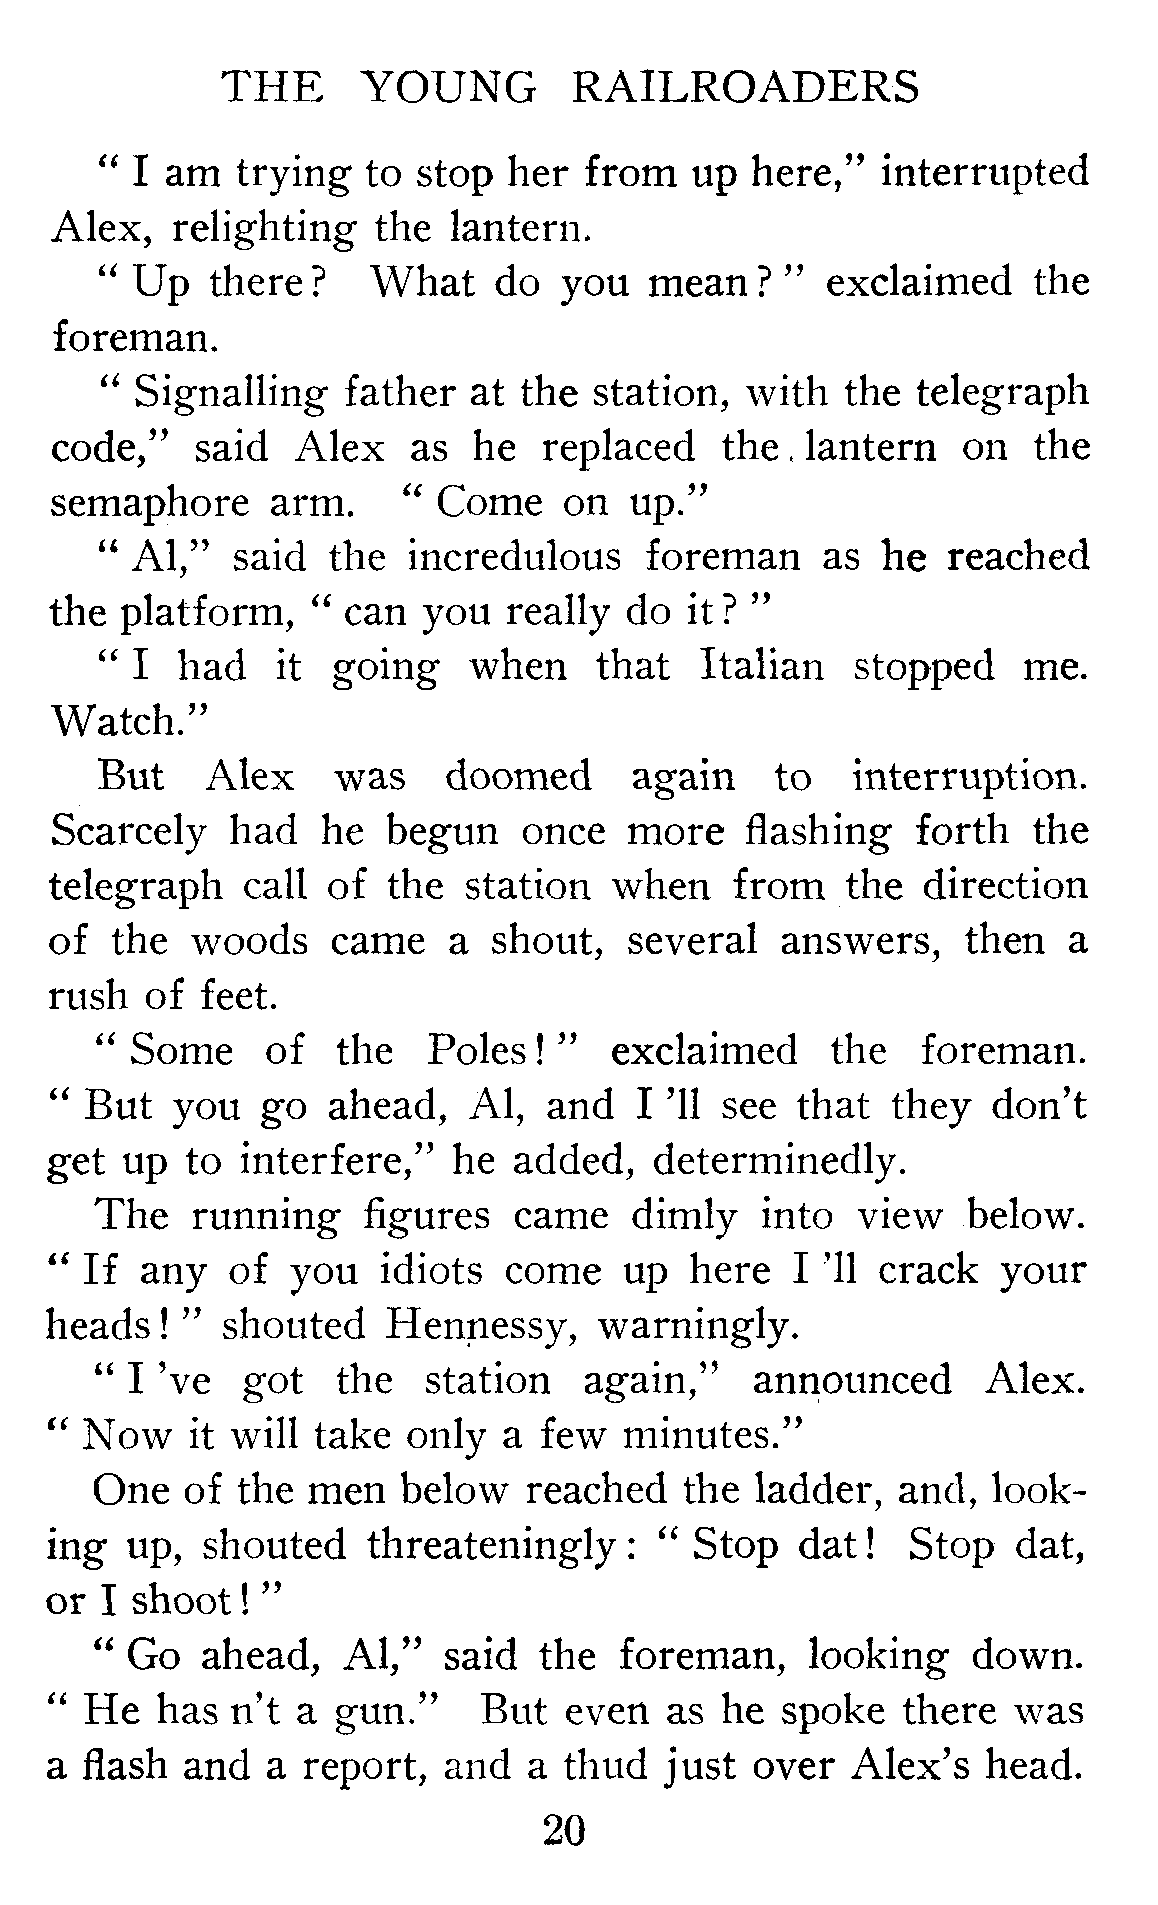 THE YOUNG RAILROADERS
“ I am trying to stop her from up here,” interrupted
Alex, relighting the lantern.
“ Up there? What do you mean? ” exclaimed the
foreman.
“ Signalling father at the station, with the telegraph
code,” said Alex as he replaced the lantern on the
semaphore arm. “ Come on up.”
“ Al,” said the incredulous foreman as he reached
the platform, “ can you really do it? ”
“ I had it going when that Italian stopped me.
Watch.”
But Alex was doomed again to interruption.
Scarcely had he begun once more flashing forth the
telegraph call of the station when from the direction
of the woods came a shout, several answers, then a
rush of feet.
“ Some of the Poles! ” exclaimed the foreman.
“ But you go ahead, Al, and I 'll see that they don't
get up to interfere,” he added, determinedly.
The running figures came dimly into view below.
“ If any of you idiots come up here I 'll crack your
heads! ” shouted Hennessy, warningly.
“ I 've got the station again,” announced Alex.
“ Now it will take only a few minutes.”
One of the men below reached the ladder, and, look-
ing up, shouted threateningly: “ Stop dat! Stop dat,
or I shoot! ”
“ Go ahead, Al,” said the foreman, looking down.
“ He has n't a gun.” But even as he spoke there was
a flash and a report, and a thud just over Alex's head.
20